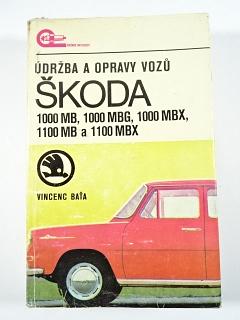 ÚDRŽBA A OPRAVY VOZŮ
ŠKODA
1000 MB, 1000 MBG, 1000 MBX,
1100 MB a 1100 MBX
VINCENC BAŤA